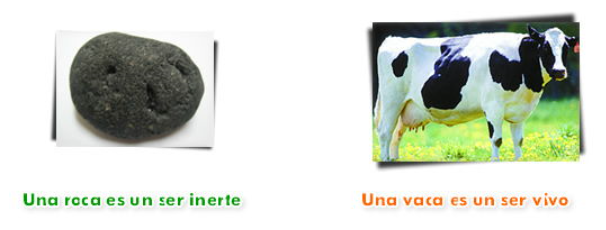 Una roca es un ser inerte
Una vaca es un ser vivo